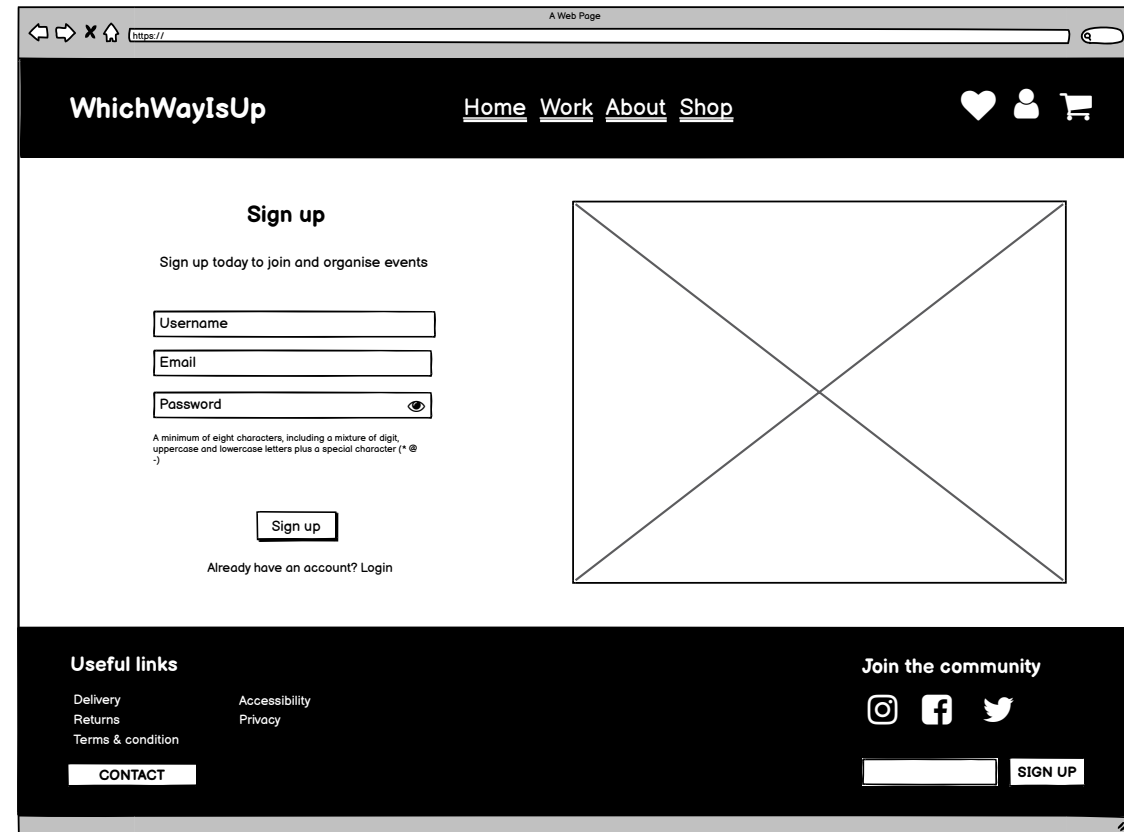 A Web Page
https://
WhichWayIsUp
Home Work About Shop
Sign up
Sign up today to join and organise events
Username
Email
Password
A minimum of eight characters, including a mixture of digit,
uppercase and lowercase letters plus a special character (* @
-)
Sign up
Already have an account? Login
Useful links
Delivery
Returns
Terms & condition
Accessibility
Privacy
CONTACT
Join the community
SIGN UP